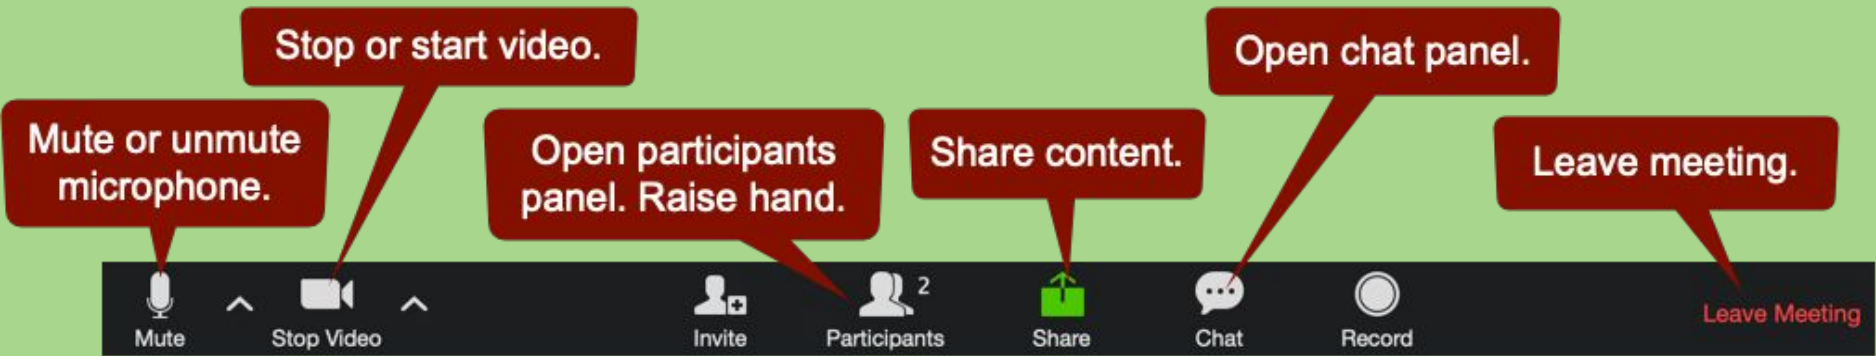 Stop or start video.
Open chat panel.
Mute or unmute
microphone.
Open participants
panel. Raise hand.
Share content.
Leave meeting.
2
Mute
Stop Video
Invite
Participants
Share
Chat
Record
Leave Meeting